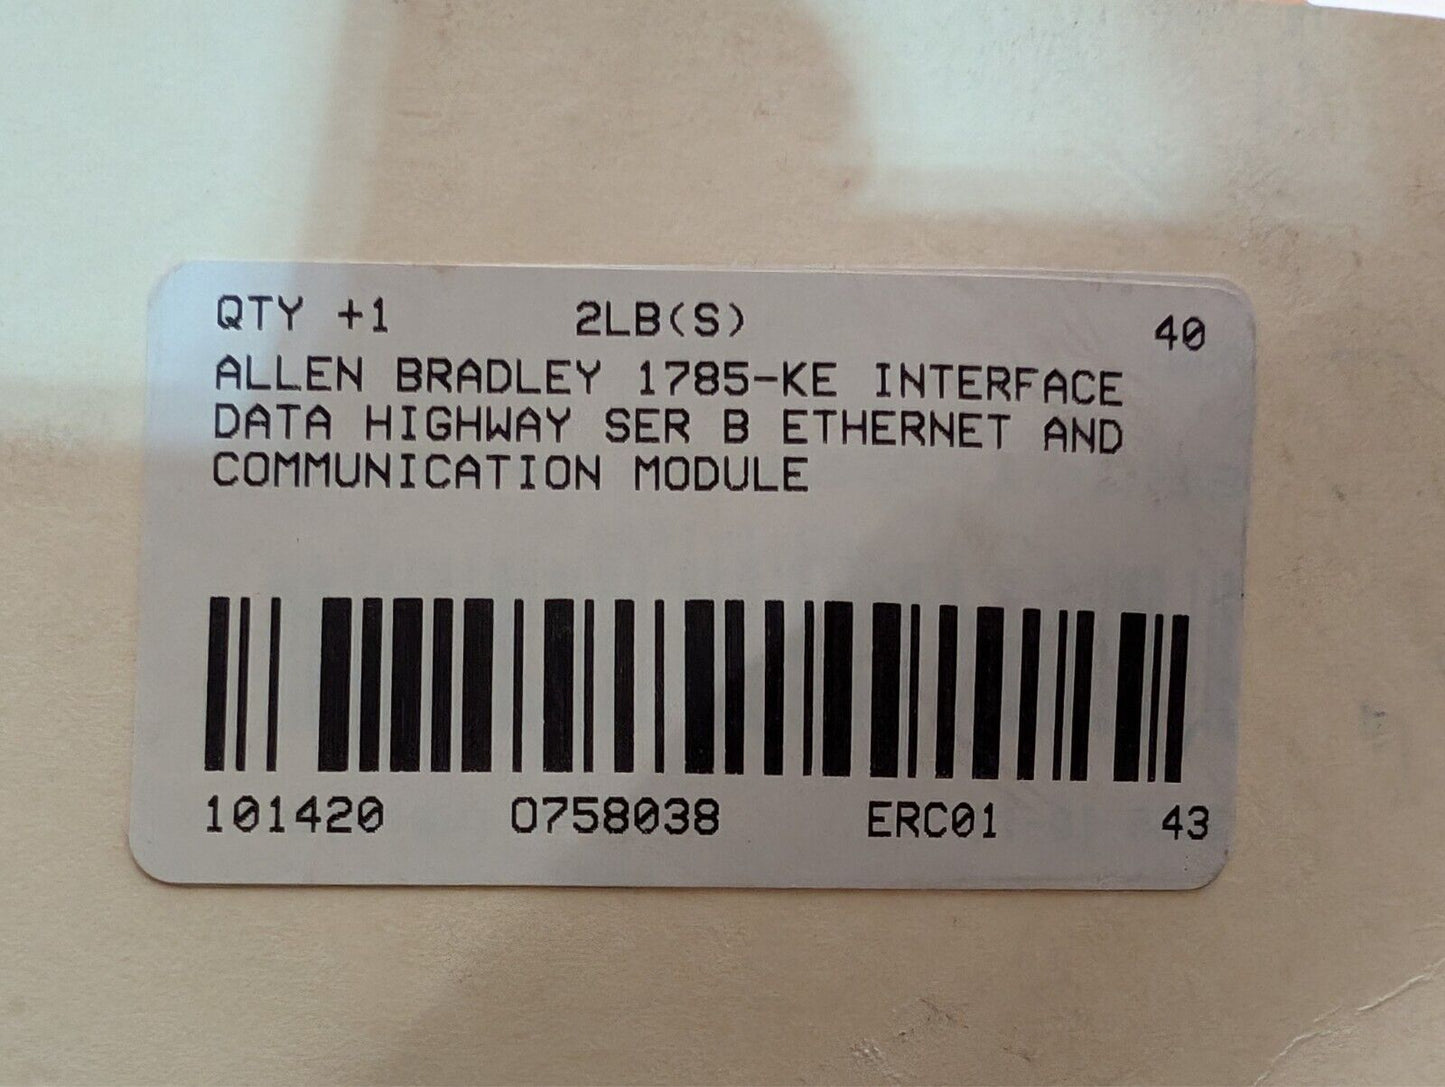 QTY +1 2LB(S) 40
ALLEN BRADLEY 1785-KE INTERFACE
DATA HIGHWAY SER B ETHERNET AND
COMMUNICATION MODULE
101420 O758038 ERC01 43